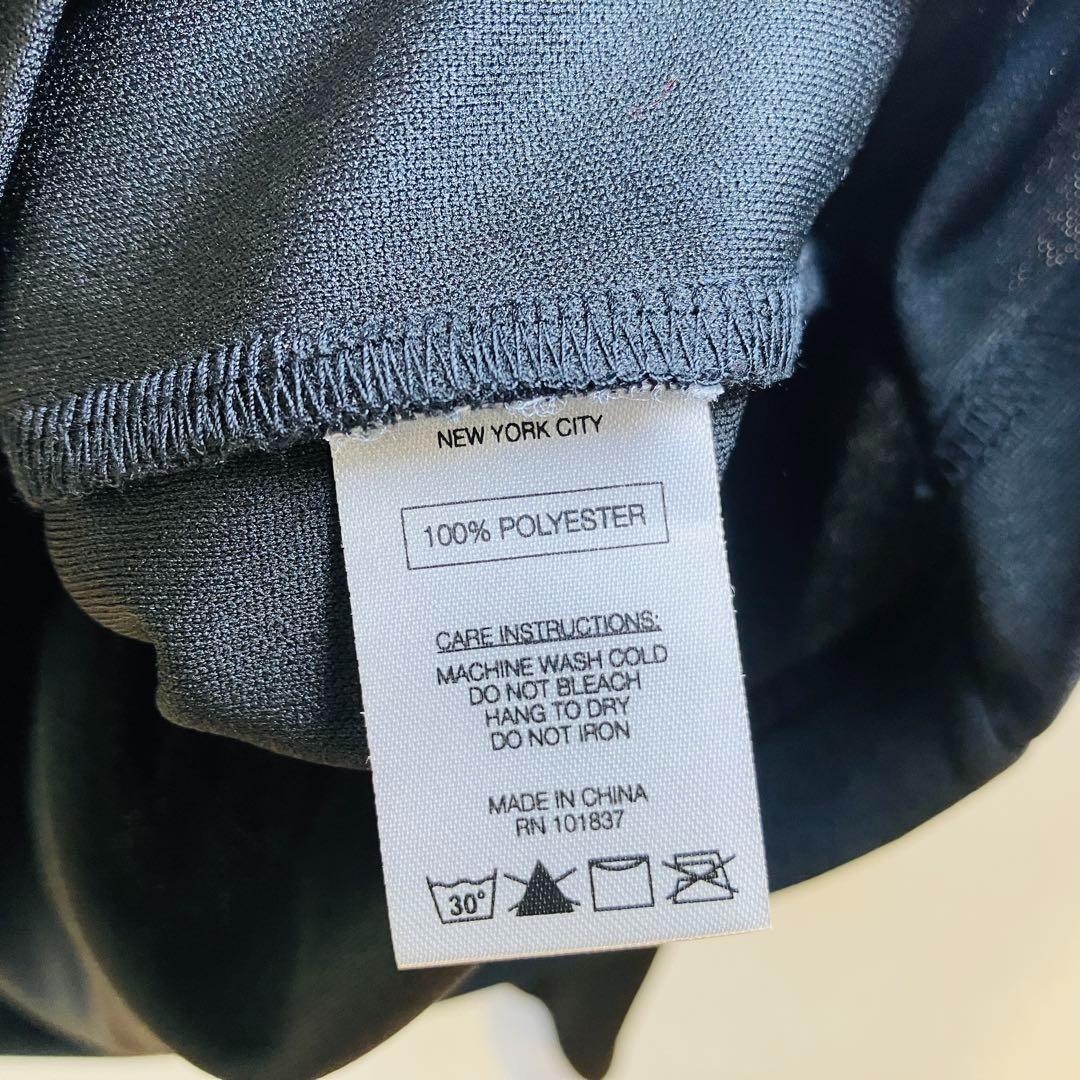 NEW YORK CITY
100% POLYESTER
CARE INSTRUCTIONS:
MACHINE WASH COLD
DO NOT BLEACH
HANG TO DRY
DO NOT IRON
MADE IN CHINA
RN 101837
30°